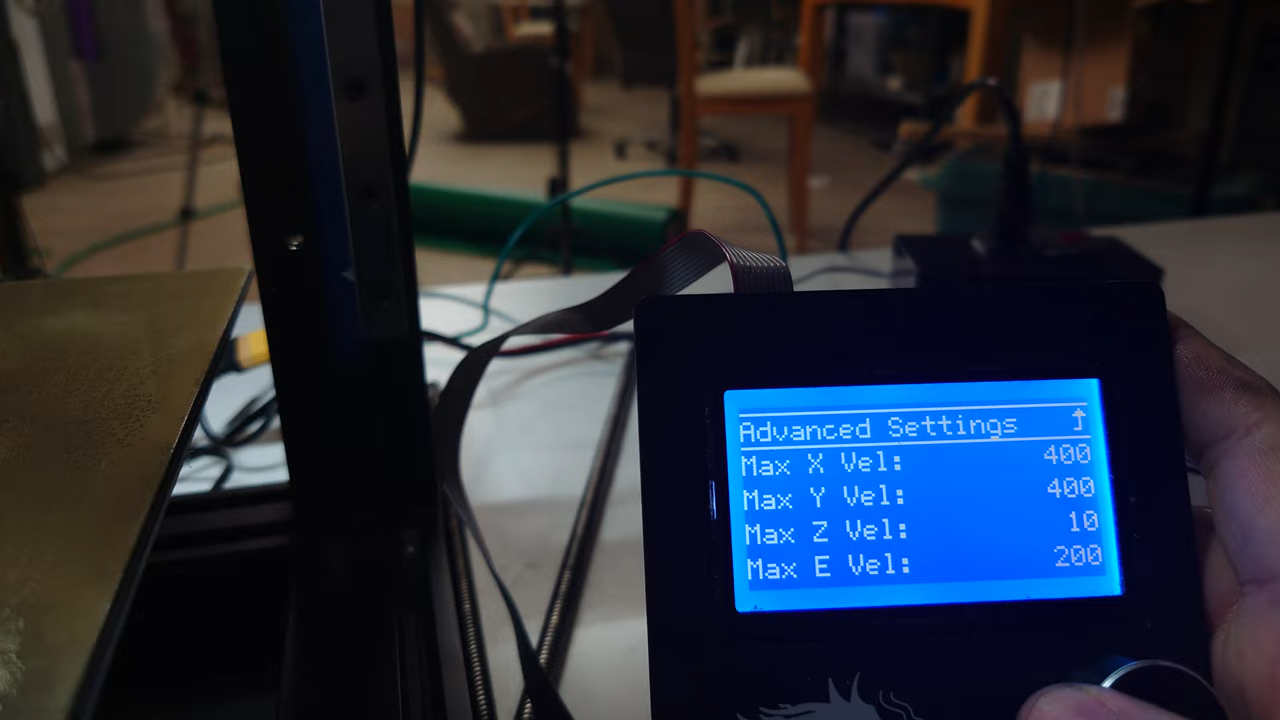 Advanced Settings
Max X Vel: 400
Max Y Vel: 400
Max Z Vel: 10
Max E Vel: 200